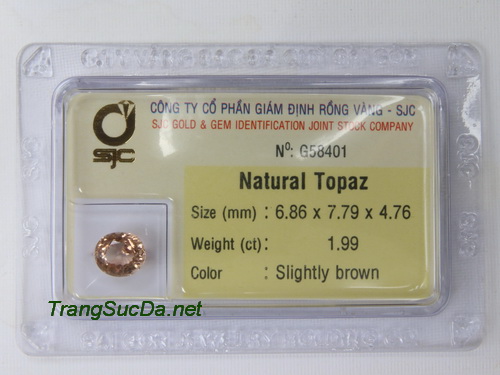 CÔNG TY CỔ PHẦN GIÁM ĐỊNH RỒNG VÀNG - SJC
SJC GOLD & GEM IDENTIFICATION JOINT STOCK COMPANY
SJC
Nº: G58401
Natural Topaz
Size (mm) : 6.86 x 7.79 x 4.76
Weight (ct) : 1.99
Color : Slightly brown
TrangSucDa.net